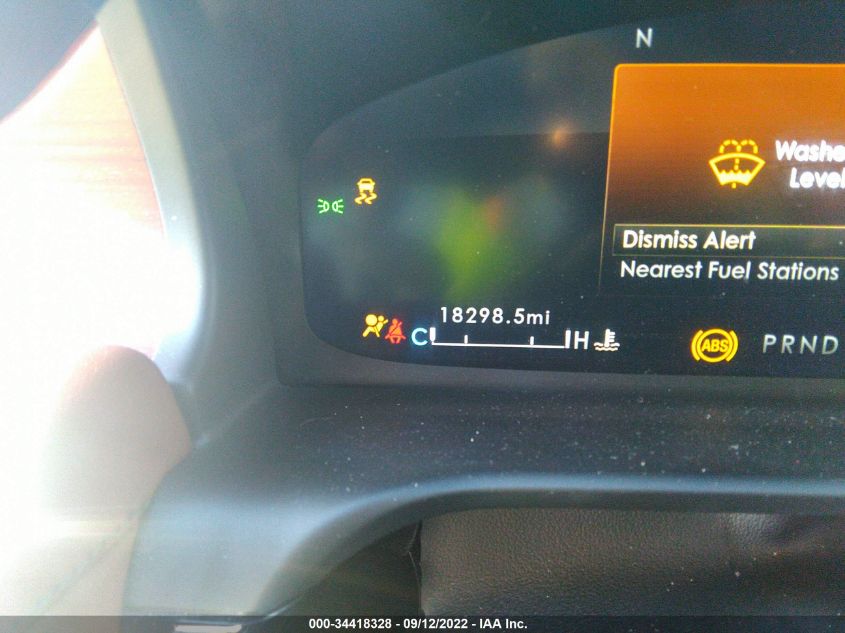 N
Washe
Level
Dismiss Alert
Nearest Fuel Stations
18298.5mi
C H
ABS
PRND
000-34418328 - 09/12/2022 - IAA Inc.